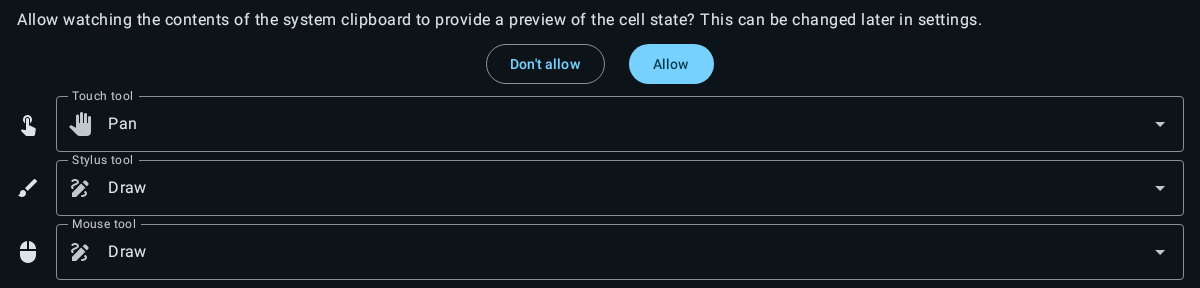 Allow watching the contents of the system clipboard to provide a preview of the cell state? This can be changed later in settings.
Don't allow
Allow
Touch tool
Pan
Stylus tool
Draw
Mouse tool
Draw